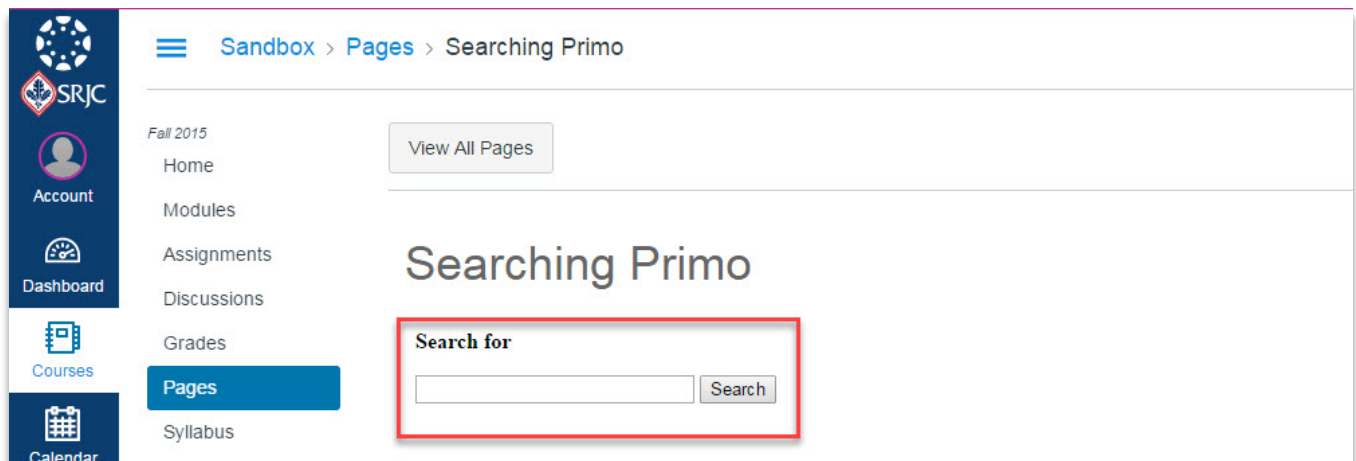 SRJC
Account
Dashboard
Courses
Calendar
Sandbox > Pages > Searching Primo
Fall 2015
Home
Modules
Assignments
Discussions
Grades
Pages
Syllabus
View All Pages
Searching Primo
Search for
Search